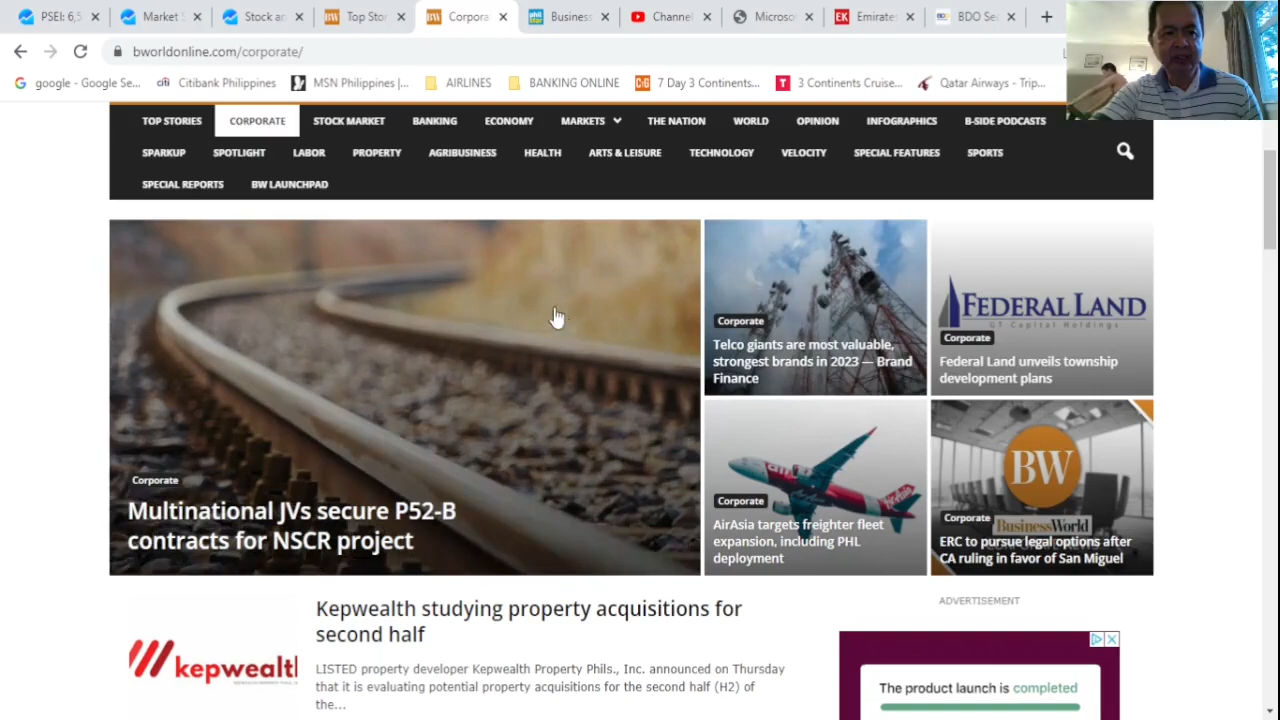 PSEI: 6,5
Market
Stock an
Top Stor
Corpora
Business
Channel
Microso
Emirate
BDO Sec
bworldonline.com/corporate/
google - Google Se...
Citibank Philippines
MSN Philippines |...
AIRLINES
BANKING ONLINE
7 Day 3 Continents...
3 Continents Cruise...
Qatar Airways - Trip...
TOP STORIES
CORPORATE
STOCK MARKET
BANKING
ECONOMY
MARKETS
THE NATION
WORLD
OPINION
INFOGRAPHICS
B-SIDE PODCASTS
SPARKUP
SPOTLIGHT
LABOR
PROPERTY
AGRIBUSINESS
HEALTH
ARTS & LEISURE
TECHNOLOGY
VELOCITY
SPECIAL FEATURES
SPORTS
SPECIAL REPORTS
BW LAUNCHPAD
Corporate
Multinational JVs secure P52-B
contracts for NSCR project
Corporate
Telco giants are most valuable,
strongest brands in 2023 — Brand
Finance
FEDERAL LAND
GT Capital Holdings
Corporate
Federal Land unveils township
development plans
Corporate
AirAsia targets freighter fleet
expansion, including PHL
deployment
BW
BusinessWorld
Corporate
ERC to pursue legal options after
CA ruling in favor of San Miguel
kepwealth
Kepwealth studying property acquisitions for
second half
LISTED property developer Kepwealth Property Phils., Inc. announced on Thursday
that it is evaluating potential property acquisitions for the second half (H2) of
the...
ADVERTISEMENT
The product launch is completed